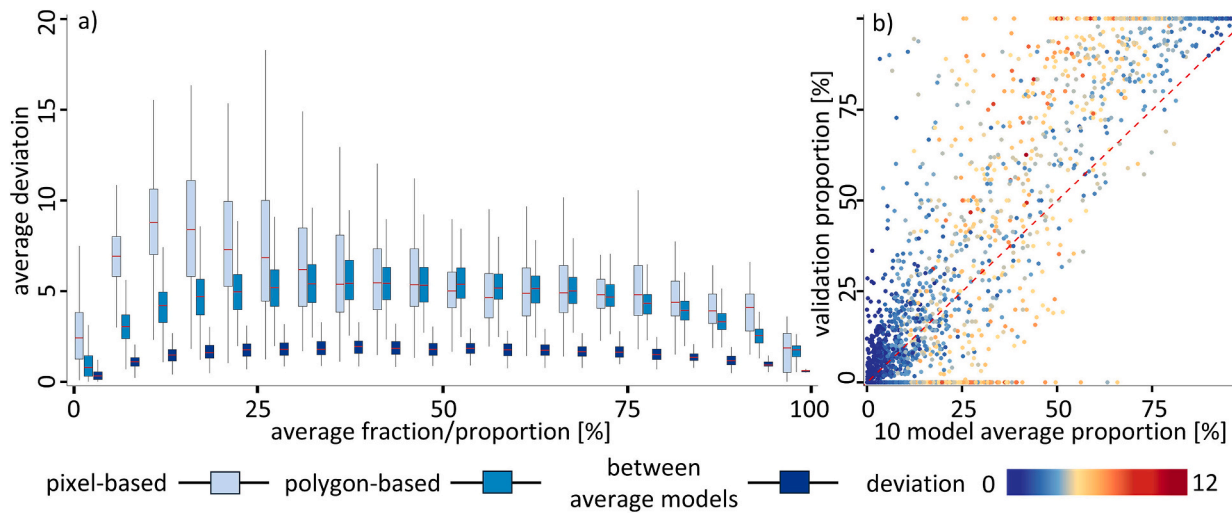 a)
20
15
10
5
0
average deviatoin
0
25
50
75
100
average fraction/proportion [%]
b)
75
50
25
0
validation proportion [%]
0
25
50
75
10 model average proportion [%]
pixel-based
polygon-based
between
average models
deviation
0
12